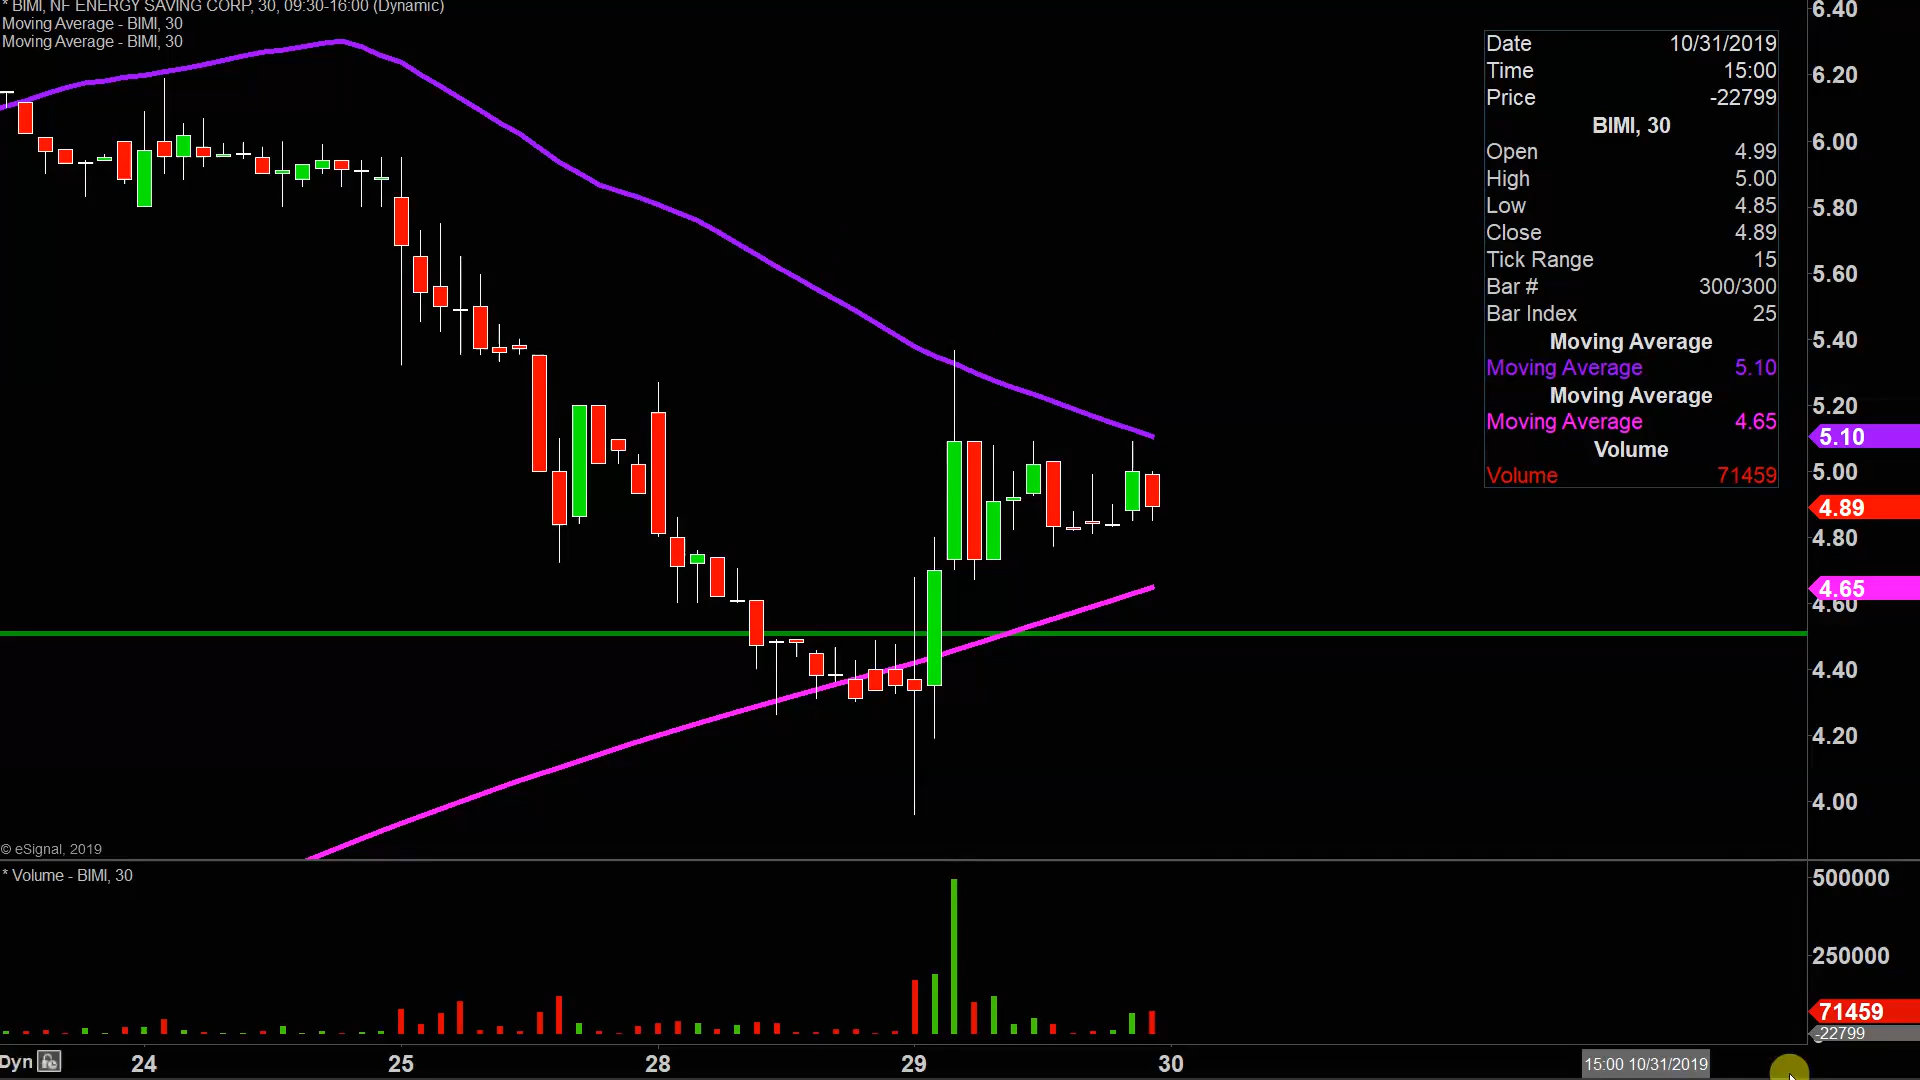 * BIMI, NF ENERGY SAVING CORP, 30, 09:30-16:00 (Dynamic)
Moving Average - BIMI, 30
Moving Average - BIMI, 30
Date 10/31/2019
Time 15:00
Price -22799
BIMI, 30
Open 4.99
High 5.00
Low 4.85
Close 4.89
Tick Range 15
Bar # 300/300
Bar Index 25
Moving Average
Moving Average 5.10
Moving Average
Moving Average 4.65
Volume
Volume 71459
6.40
6.20
6.00
5.80
5.60
5.40
5.20
5.10
5.00
4.89
4.80
4.65
4.60
4.40
4.20
4.00
© eSignal, 2019
* Volume - BIMI, 30
500000
250000
71459
-22799
Dyn
24
25
28
29
30
15:00 10/31/2019